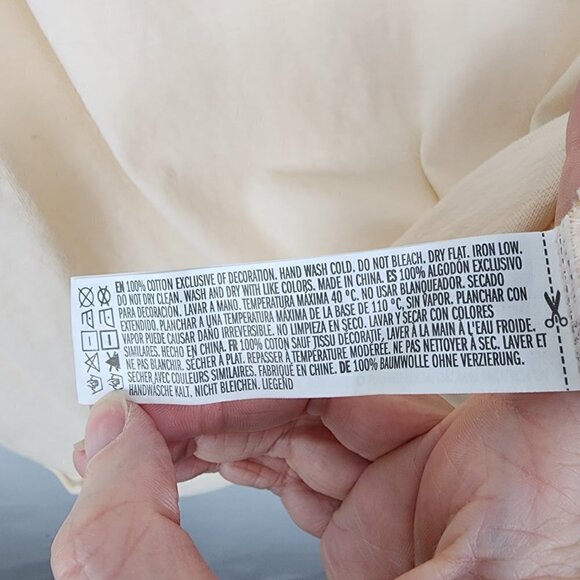 EN 100% COTTON EXCLUSIVE OF DECORATION. HAND WASH COLD. DO NOT BLEACH. DRY FLAT. IRON LOW.
DO NOT DRY CLEAN. WASH AND DRY WITH LIKE COLORS. MADE IN CHINA. ES 100% ALGODÓN EXCLUSIVO
PARA DECORACIÓN. LAVAR A MANO. TEMPERATURA MÁXIMA 40 °C. NO USAR BLANQUEADOR. SECADO
EXTENDIDO. PLANCHAR A UNA TEMPERATURA MÁXIMA DE LA BASE DE 110 °C, SIN VAPOR. PLANCHAR CON
VAPOR PUEDE CAUSAR DAÑO IRREVERSIBLE. NO LIMPIEZA EN SECO. LAVAR Y SECAR CON COLORES
SIMILARES. HECHO EN CHINA. FR 100% COTON SAUF TISSU DÉCORATIF, LAVER À LA MAIN À L'EAU FROIDE.
NE PAS BLANCHIR. SÉCHER À PLAT. REPASSER À TEMPÉRATURE MODÉRÉE. NE PAS NETTOYER À SEC. LAVER ET
SÉCHER AVEC COULEURS SIMILAIRES. FABRIQUÉ EN CHINE. DE 100% BAUMWOLLE OHNE VERZIERUNG.
HANDWÄSCHE KALT. NICHT BLEICHEN. LIEGEND